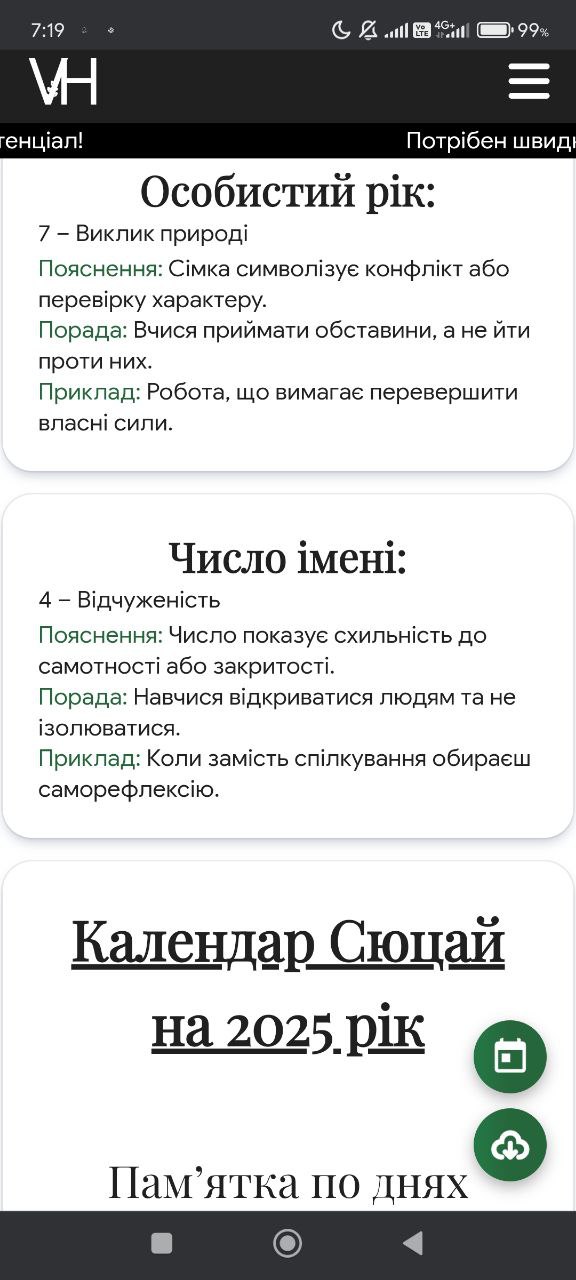 7:19
Vo LTE 4G+ 99%
VH
тенціал! Потрібен швид
Особистий рік:
7 – Виклик природі
Пояснення: Сімка символізує конфлікт або
перевірку характеру.
Порада: Вчися приймати обставини, а не йти
проти них.
Приклад: Робота, що вимагає перевершити
власні сили.
Число імені:
4 – Відчуженість
Пояснення: Число показує схильність до
самотності або закритості.
Порада: Навчися відкриватися людям та не
ізолюватися.
Приклад: Коли замість спілкування обираєш
саморефлексію.
Календар Сюцай
на 2025 рік
Пам’ятка по днях